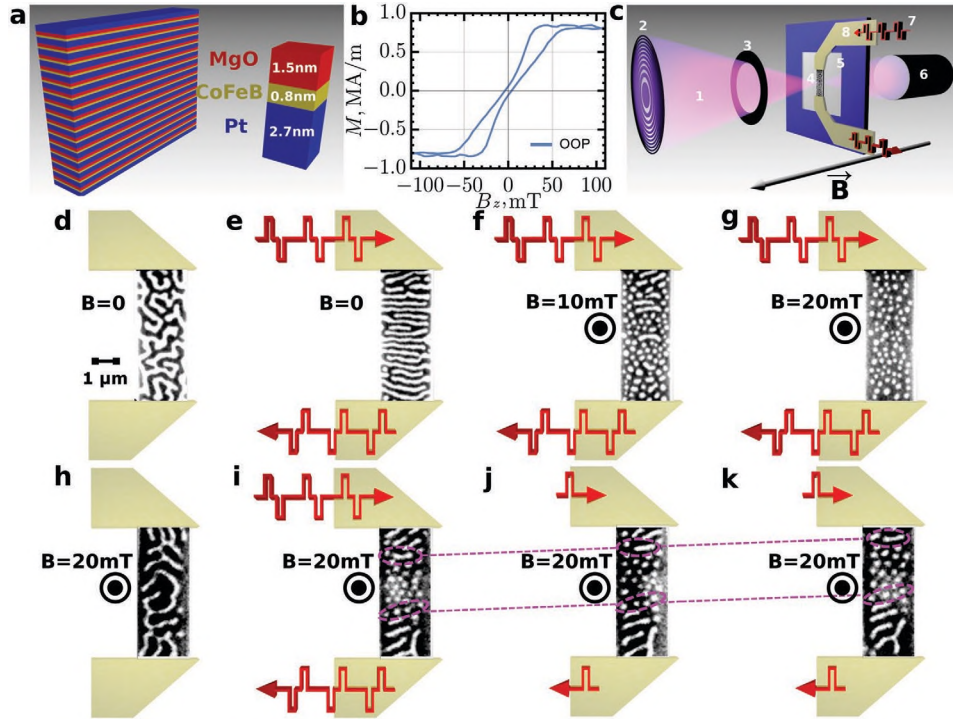 a
MgO
1.5nm
CoFeB
0.8nm
Pt
2.7nm
b
M, MA/m
1.0
0.5
0.0
−0.5
−1.0
−100
−50
0
50
100
Bz, mT
OOP
c
1
2
3
4
5
6
7
8
B
d
B=0
1 µm
e
B=0
f
B=10mT
g
B=20mT
h
B=20mT
i
B=20mT
j
B=20mT
k
B=20mT